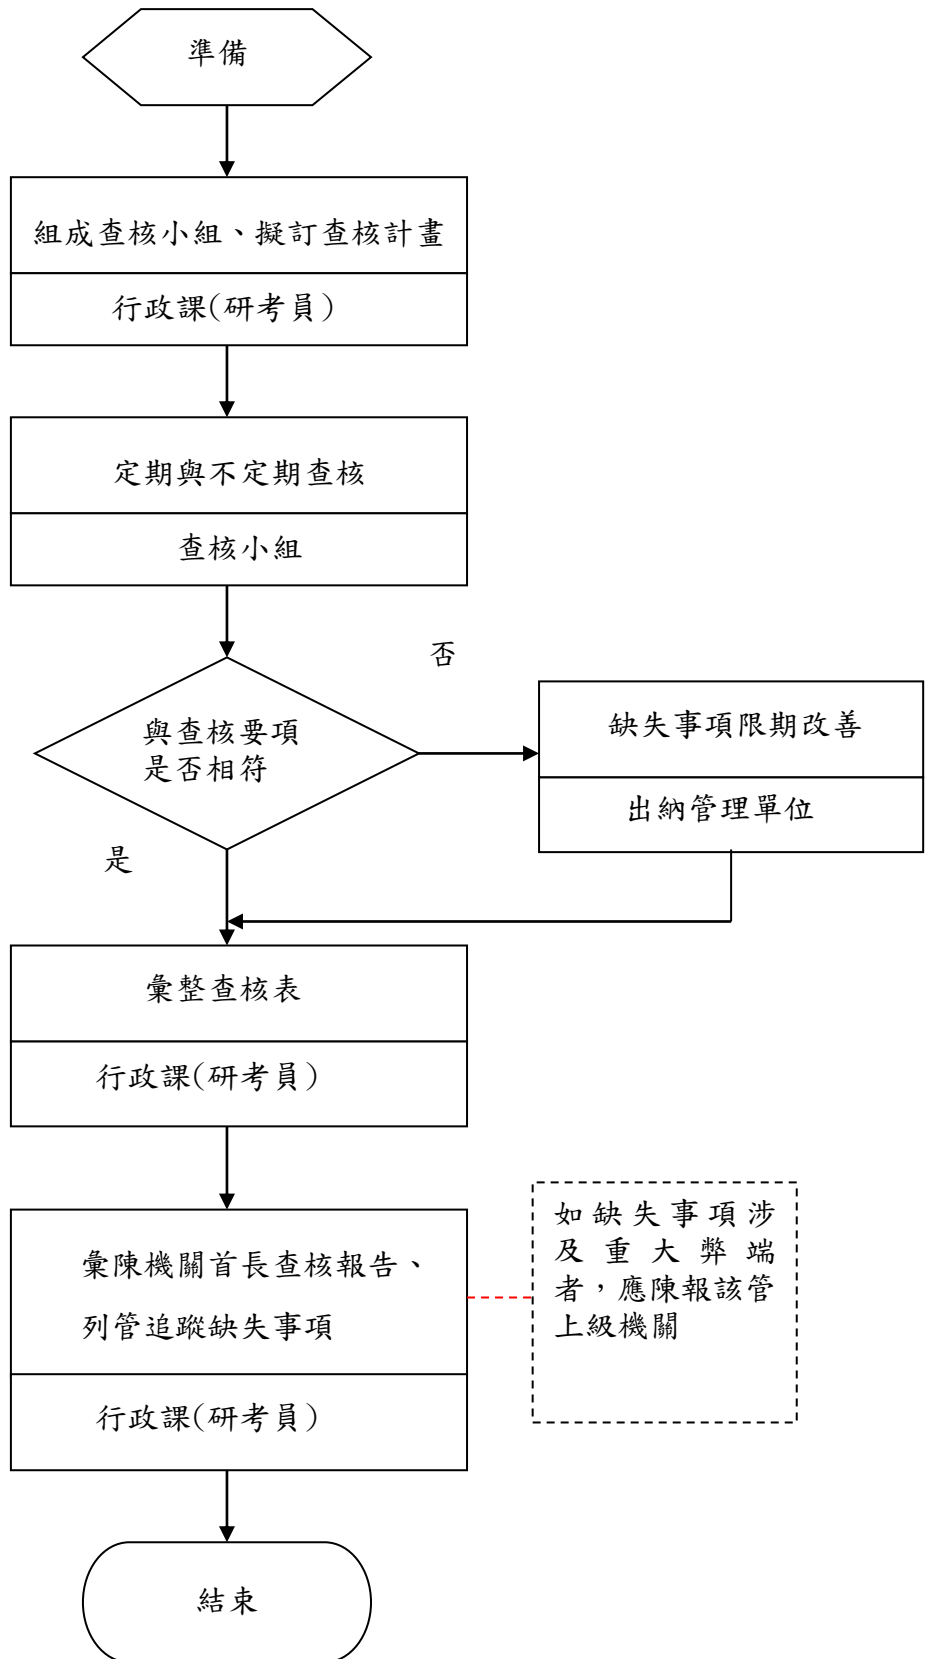 準備
組成查核小組、擬訂查核計畫
行政課(研考員)
定期與不定期查核
查核小組
否
與查核要項
是否相符
缺失事項限期改善
出納管理單位
是
彙整查核表
行政課(研考員)
彙陳機關首長查核報告、
列管追蹤缺失事項
行政課(研考員)
如缺失事項涉
及重大弊端
者，應陳報該管
上級機關
結束